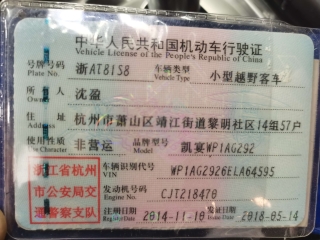 中华人民共和国机动车行驶证
Vehicle License of the People's Republic of China
号牌号码 浙AT81S8 车辆类型 小型越野客车
Plate No. Vehicle Type
所有人 沈盈
Owner
住址 杭州市萧山区靖江街道黎明社区14组57户
Address
使用性质 非营运 品牌型号 凯宴WP1AG292
Use Character Model
浙江省杭州 车辆识别代号 WP1AG2926ELA64595
VIN
市公安局交 发动机号码 CJT218470
Engine No.
通警察支队 注册日期 2014-11-10 发证日期 2018-05-14
Register Date Issue Date